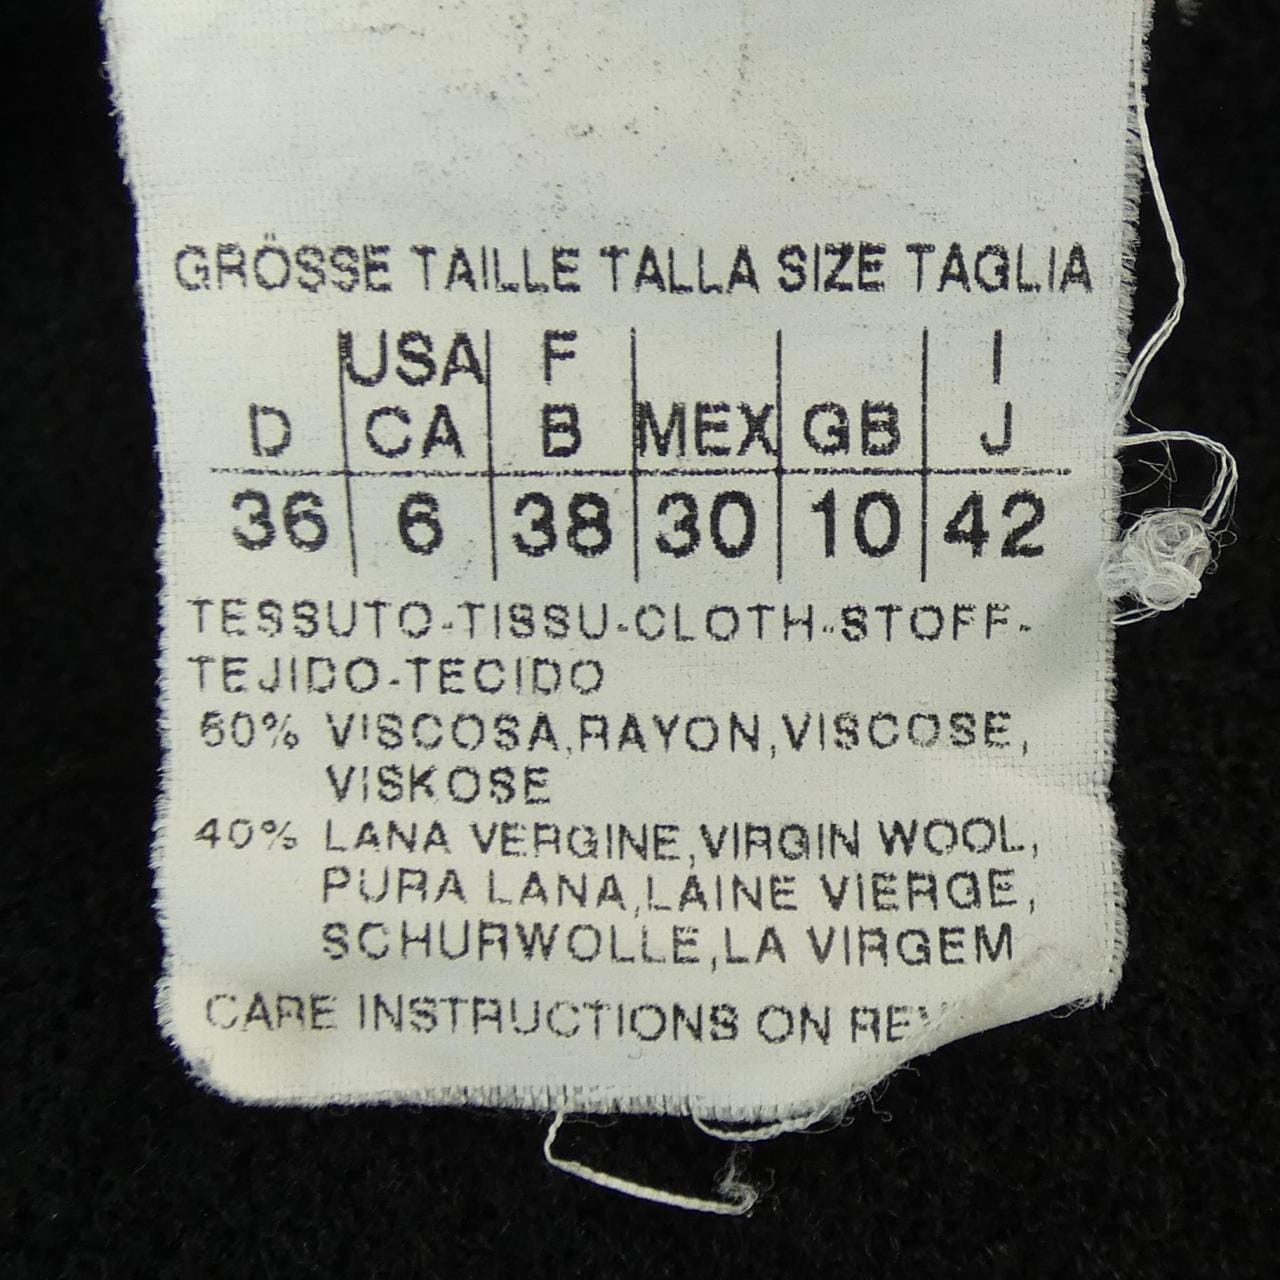 GRÖSSE TAILLE TALLA SIZE TAGLIA
USA F I
D CA B MEX GB J
36 6 38 30 10 42
TESSUTO-TISSU-CLOTH-STOFF-
TEJIDO-TECIDO
60% VISCOSA,RAYON,VISCOSE,
VISKOSE
40% LANA VERGINE,VIRGIN WOOL,
PURA LANA,LAINE VIERGE,
SCHURWOLLE,LA VIRGEM
CARE INSTRUCTIONS ON